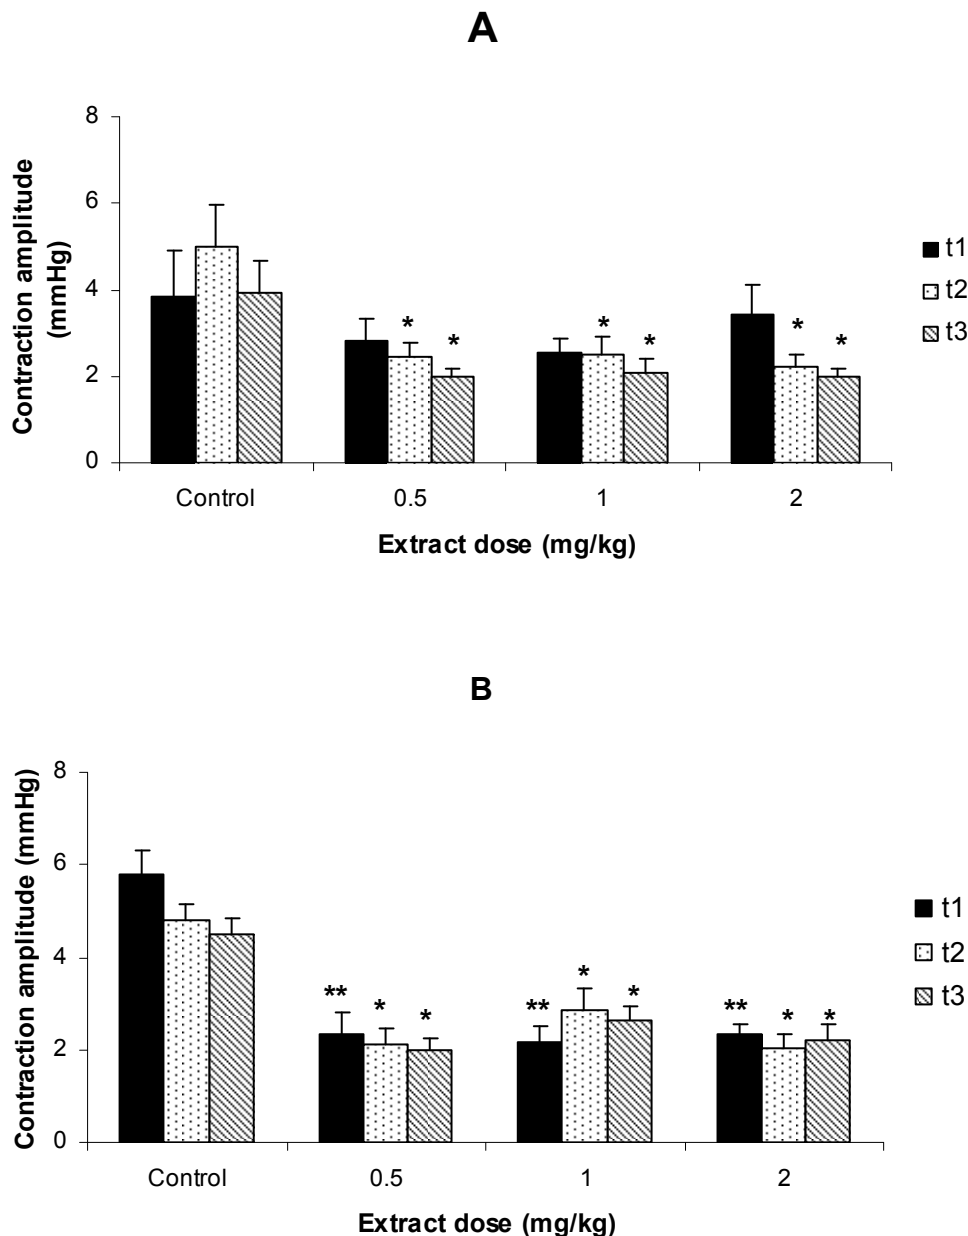 A
Contraction amplitude
(mmHg)
8
6
4
2
0
* * * * * *
Control 0.5 1 2
Extract dose (mg/kg)
t1
t2
t3
B
Contraction amplitude (mmHg)
8
6
4
2
0
** * * ** * * ** * *
Control 0.5 1 2
Extract dose (mg/kg)
t1
t2
t3